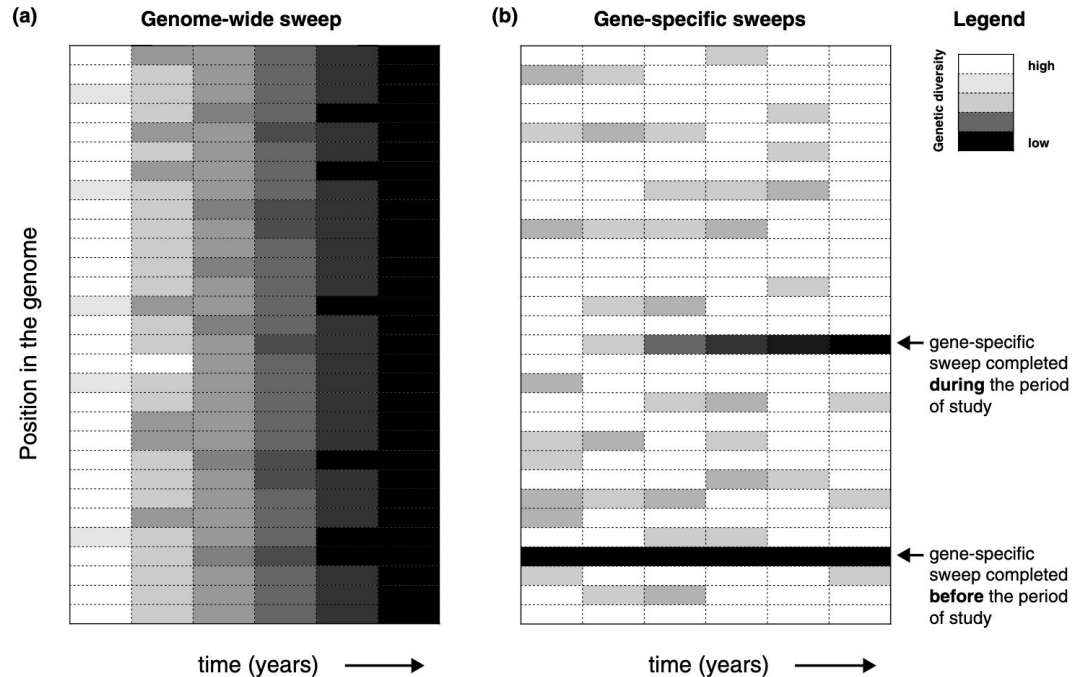 (a) Genome-wide sweep
(b) Gene-specific sweeps
Legend
Genetic diversity
high
low
Position in the genome
gene-specific
sweep completed
during the period
of study
gene-specific
sweep completed
before the period
of study
time (years)
time (years)